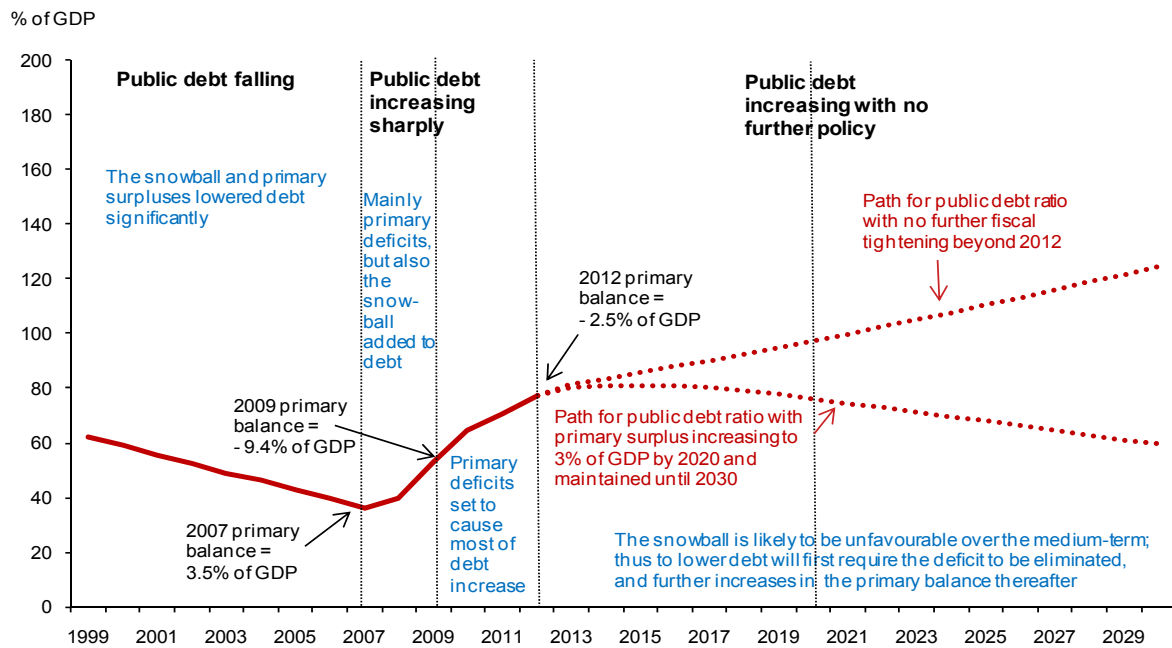 % of GDP
200
180
160
140
120
100
80
60
40
20
0
Public debt falling
Public debt
increasing
sharply
Public debt
increasing with no
further policy
The snowball and primary
surpluses lowered debt
significantly
Mainly
primary
deficits,
but also
the
snow-
ball
added to
debt
Path for public debt ratio
with no further fiscal
tightening beyond 2012
2012 primary
balance =
- 2.5% of GDP
2009 primary
balance =
- 9.4% of GDP
Path for public debt ratio with
primary surplus increasing to
3% of GDP by 2020 and
maintained until 2030
Primary
deficits
set to
cause
most of
debt
increase
2007 primary
balance =
3.5% of GDP
The snowball is likely to be unfavourable over the medium-term;
thus to lower debt will first require the deficit to be eliminated,
and further increases in the primary balance thereafter
1999 2001 2003 2005 2007 2009 2011 2013 2015 2017 2019 2021 2023 2025 2027 2029